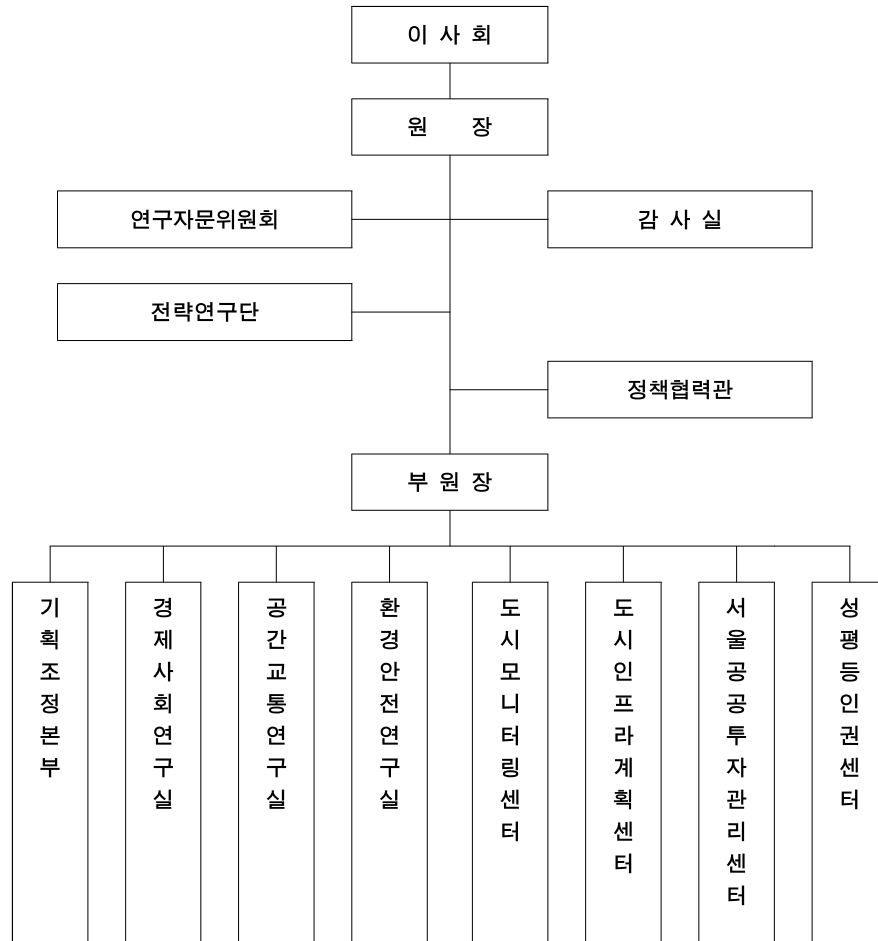 이 사 회
원 장
연구자문위원회
감 사 실
전략연구단
정책협력관
부 원 장
기획조정본부
경제사회연구실
공간교통연구실
환경안전연구실
도시모니터링센터
도시인프라계획센터
서울공공투자관리센터
성평등인권센터